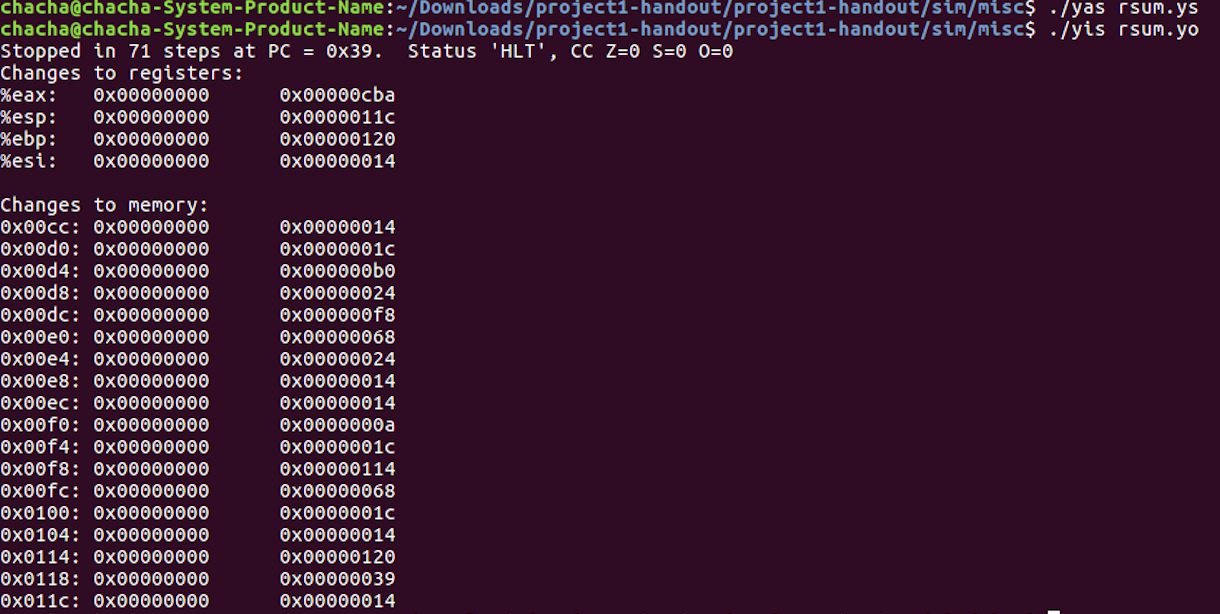 chacha@chacha-System-Product-Name:~/Downloads/project1-handout/project1-handout/sim/misc$ ./yas rsum.ys
chacha@chacha-System-Product-Name:~/Downloads/project1-handout/project1-handout/sim/misc$ ./yis rsum.yo
Stopped in 71 steps at PC = 0x39.  Status 'HLT', CC Z=0 S=0 O=0
Changes to registers:
%eax:   0x00000000      0x00000cba
%esp:   0x00000000      0x0000011c
%ebp:   0x00000000      0x00000120
%esi:   0x00000000      0x00000014
Changes to memory:
0x00cc: 0x00000000      0x00000014
0x00d0: 0x00000000      0x0000001c
0x00d4: 0x00000000      0x000000b0
0x00d8: 0x00000000      0x00000024
0x00dc: 0x00000000      0x000000f8
0x00e0: 0x00000000      0x00000068
0x00e4: 0x00000000      0x00000024
0x00e8: 0x00000000      0x00000014
0x00ec: 0x00000000      0x00000014
0x00f0: 0x00000000      0x0000000a
0x00f4: 0x00000000      0x0000001c
0x00f8: 0x00000000      0x00000114
0x00fc: 0x00000000      0x00000068
0x0100: 0x00000000      0x0000001c
0x0104: 0x00000000      0x00000014
0x0114: 0x00000000      0x00000120
0x0118: 0x00000000      0x00000039
0x011c: 0x00000000      0x00000014